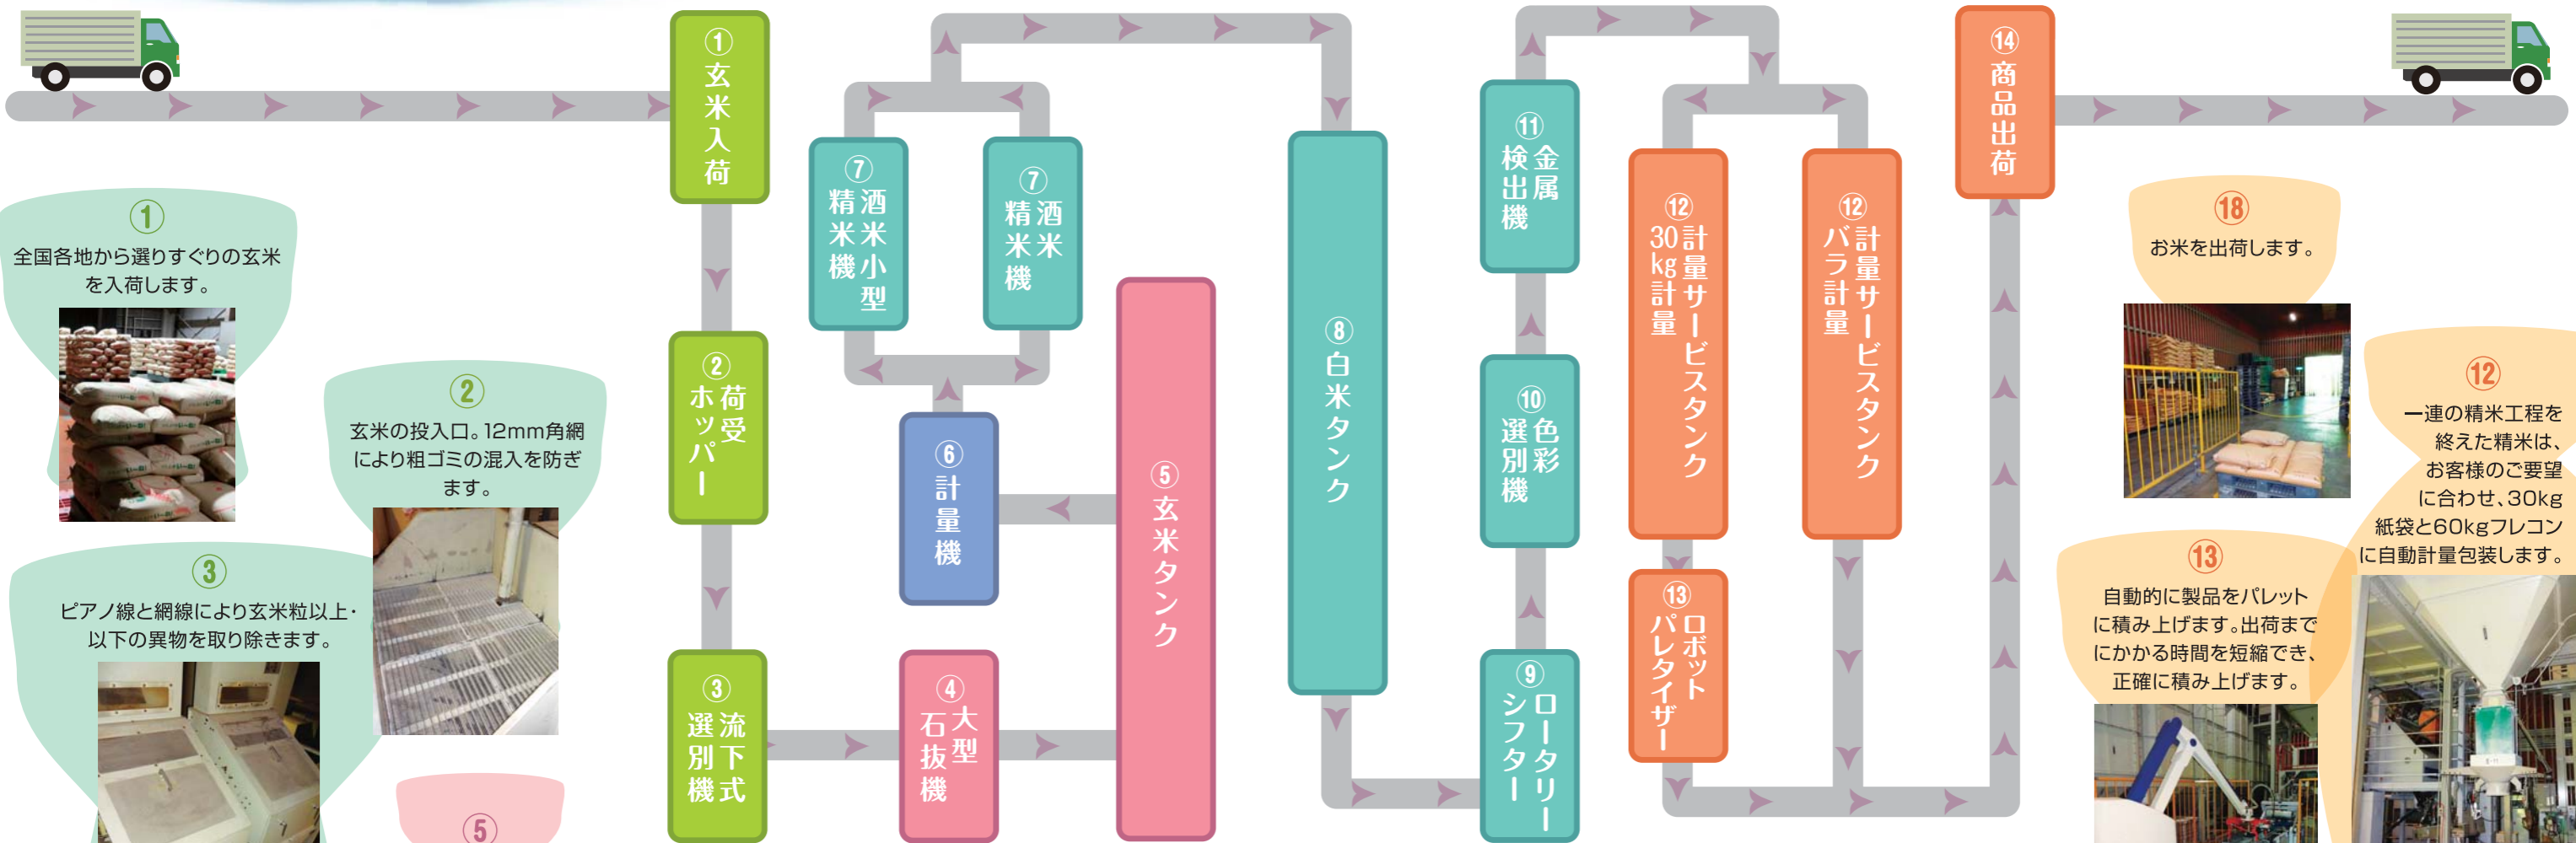 ①玄米入荷
②荷受
ホッパー
③流下式
選別機
④大型
石抜機
⑤玄米タンク
⑥計量機
⑦酒米小型
精米機
⑦酒米
精米機
⑧白米タンク
⑨ロータリー
シフター
⑩色彩
選別機
⑪金属
検出機
⑫計量サービスタンク
30kg計量
⑫計量サービスタンク
バラ計量
⑬ロボット
パレタイザー
⑭商品出荷
①
全国各地から選りすぐりの玄米
を入荷します。
②
玄米の投入口。12mm角網
により粗ゴミの混入を防ぎ
ます。
③
ピアノ線と網線により玄米粒以上・
以下の異物を取り除きます。
⑤
⑱
お米を出荷します。
⑫
一連の精米工程を
終えた精米は、
お客様のご要望
に合わせ、30kg
紙袋と60kgフレコン
に自動計量包装します。
⑬
自動的に製品をパレット
に積み上げます。出荷まで
にかかる時間を短縮でき、
正確に積み上げます。